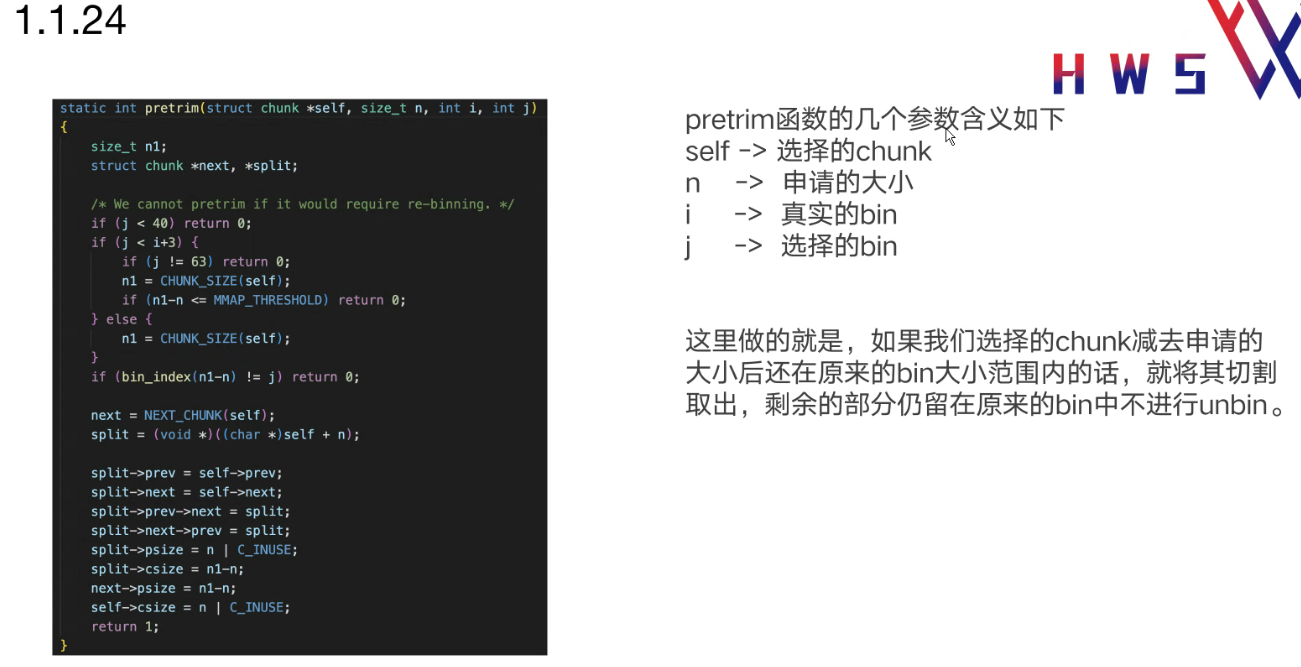 1.1.24
HWS
static int pretrim(struct chunk *self, size_t n, int i, int j)
{
    size_t n1;
    struct chunk *next, *split;

    /* We cannot pretrim if it would require re-binning. */
    if (j < 40) return 0;
    if (j < i+3) {
        if (j != 63) return 0;
        n1 = CHUNK_SIZE(self);
        if (n1-n <= MMAP_THRESHOLD) return 0;
    } else {
        n1 = CHUNK_SIZE(self);
    }
    if (bin_index(n1-n) != j) return 0;

    next = NEXT_CHUNK(self);
    split = (void *)((char *)self + n);

    split->prev = self->prev;
    split->next = self->next;
    split->prev->next = split;
    split->next->prev = split;
    split->psize = n | C_INUSE;
    split->csize = n1-n;
    next->psize = n1-n;
    self->csize = n | C_INUSE;
    return 1;
}
pretrim函数的几个参数含义如下
self -> 选择的chunk
n -> 申请的大小
i -> 真实的bin
j -> 选择的bin
这里做的就是，如果我们选择的chunk减去申请的
大小后还在原来的bin大小范围内的话，就将其切割
取出，剩余的部分仍留在原来的bin中不进行unbin。